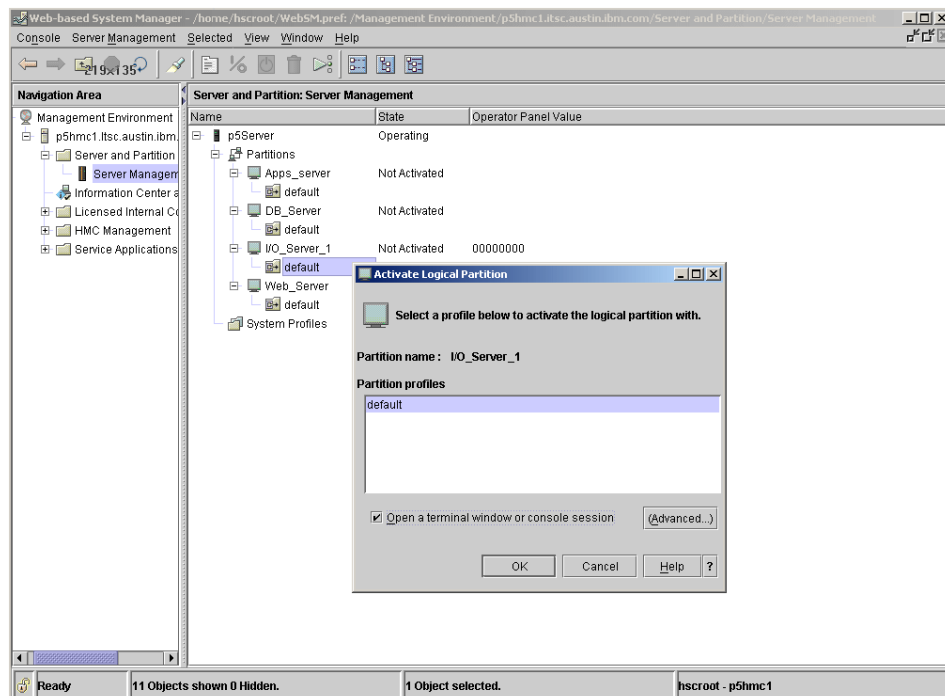 Web-based System Manager - /home/hscroot/WebSM.pref: /Management Environment/p5hmc1.itsc.austin.ibm.com/Server and Partition/Server Management
Console Server Management Selected View Window Help
219x135
Navigation Area
Server and Partition: Server Management
Management Environment
p5hmc1.itsc.austin.ibm.
Server and Partition
Server Managem
Information Center a
Licensed Internal Co
HMC Management
Service Applications
Name State Operator Panel Value
p5Server Operating
Partitions
Apps_server Not Activated
default
DB_Server Not Activated
default
I/O_Server_1 Not Activated 00000000
default
Web_Server
default
System Profiles
Activate Logical Partition
Select a profile below to activate the logical partition with.
Partition name : I/O_Server_1
Partition profiles
default
Open a terminal window or console session
(Advanced...)
OK Cancel Help ?
Ready 11 Objects shown 0 Hidden. 1 Object selected. hscroot - p5hmc1